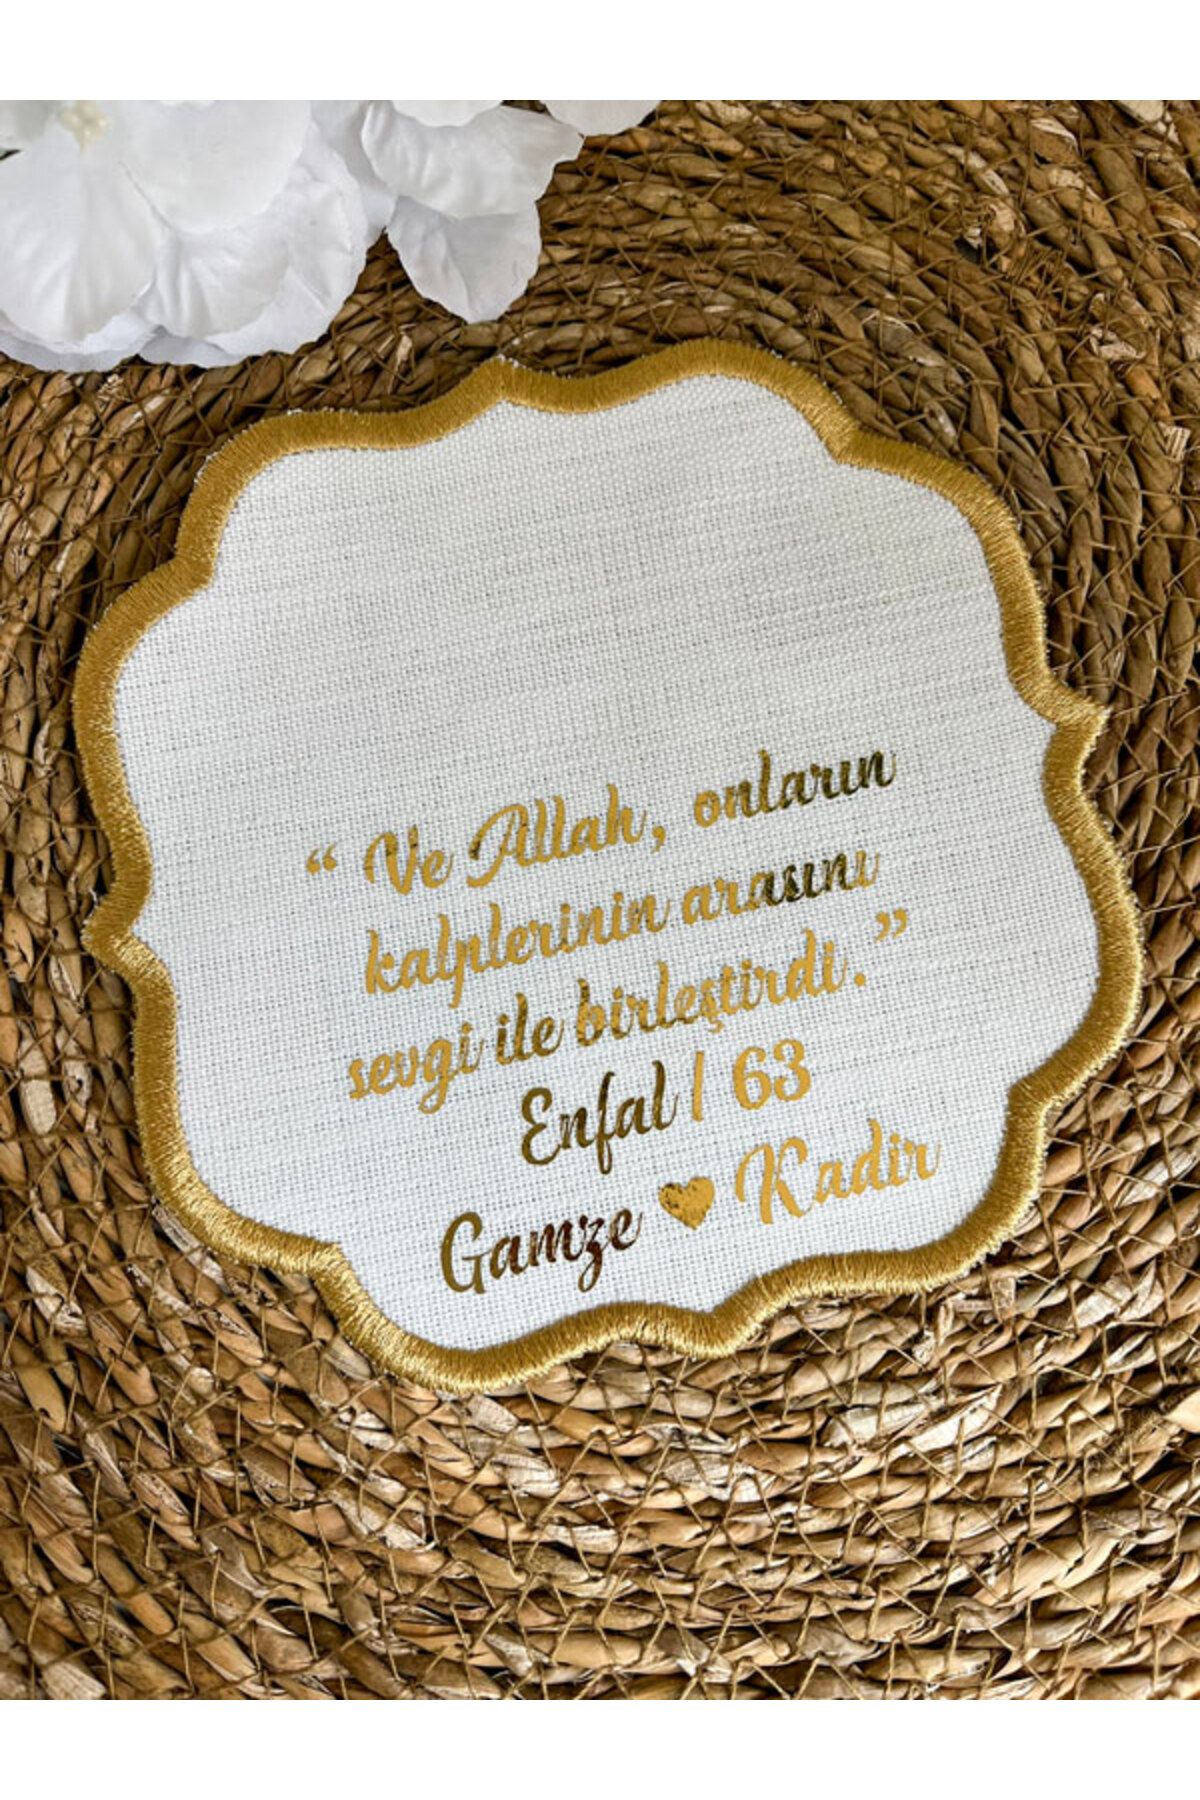 “ Ve Allah, onların
kalplerinin arasını
sevgi ile birleştirdi.”
Enfal / 63
Gamze ♥ Kadir